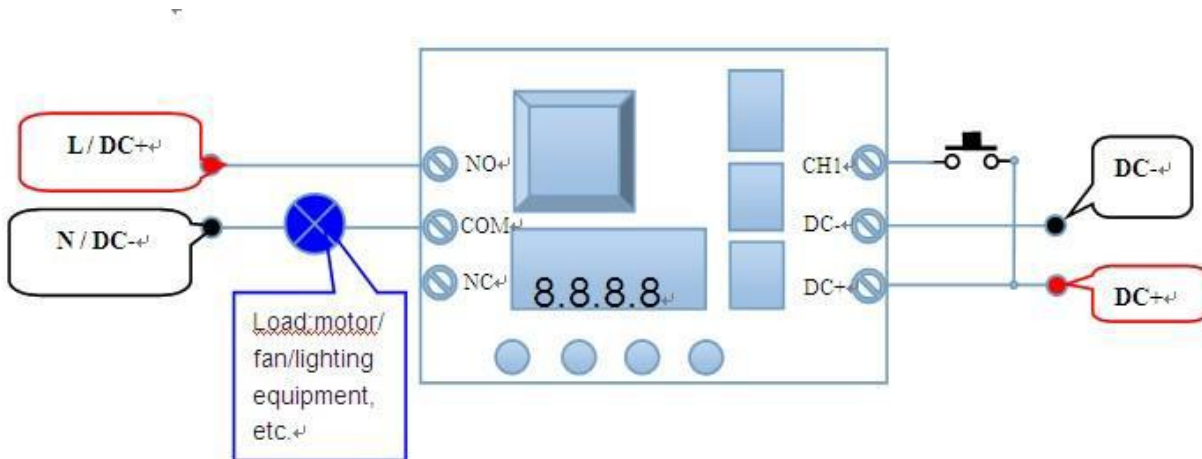 L / DC+↵
N / DC-↵
Load:motor/
fan/lighting
equipment,
etc.↵
NO↵
COM↵
NC↵
8.8.8.8↵
CH1↵
DC-↵
DC+↵
DC-↵
DC+↵